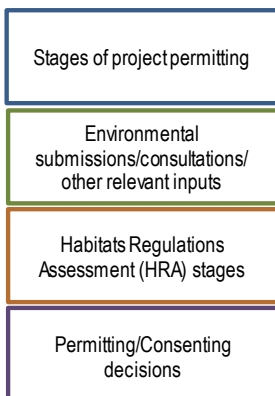 Stages of project permitting
Environmental
submissions/consultations/
other relevant inputs
Habitats Regulations
Assessment (HRA) stages
Permitting/Consenting
decisions